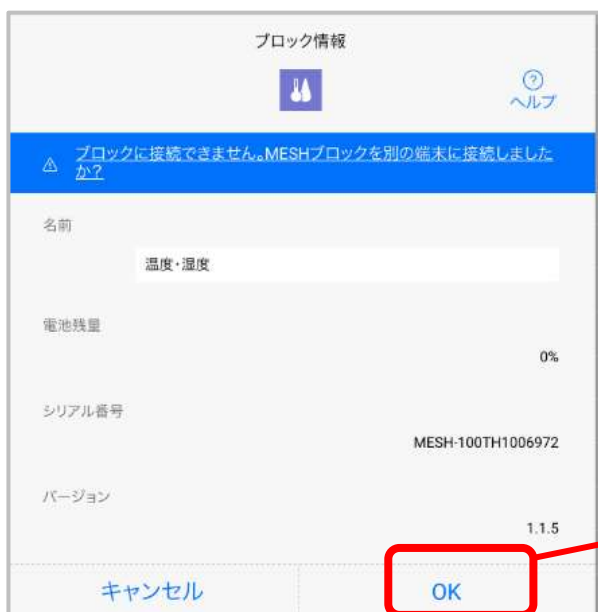 ブロック情報
?
ヘルプ
ブロックに接続できません。MESHブロックを別の端末に接続しました
か?
名前
温度・湿度
電池残量
0%
シリアル番号
MESH-100TH1006972
バージョン
1.1.5
キャンセル
OK